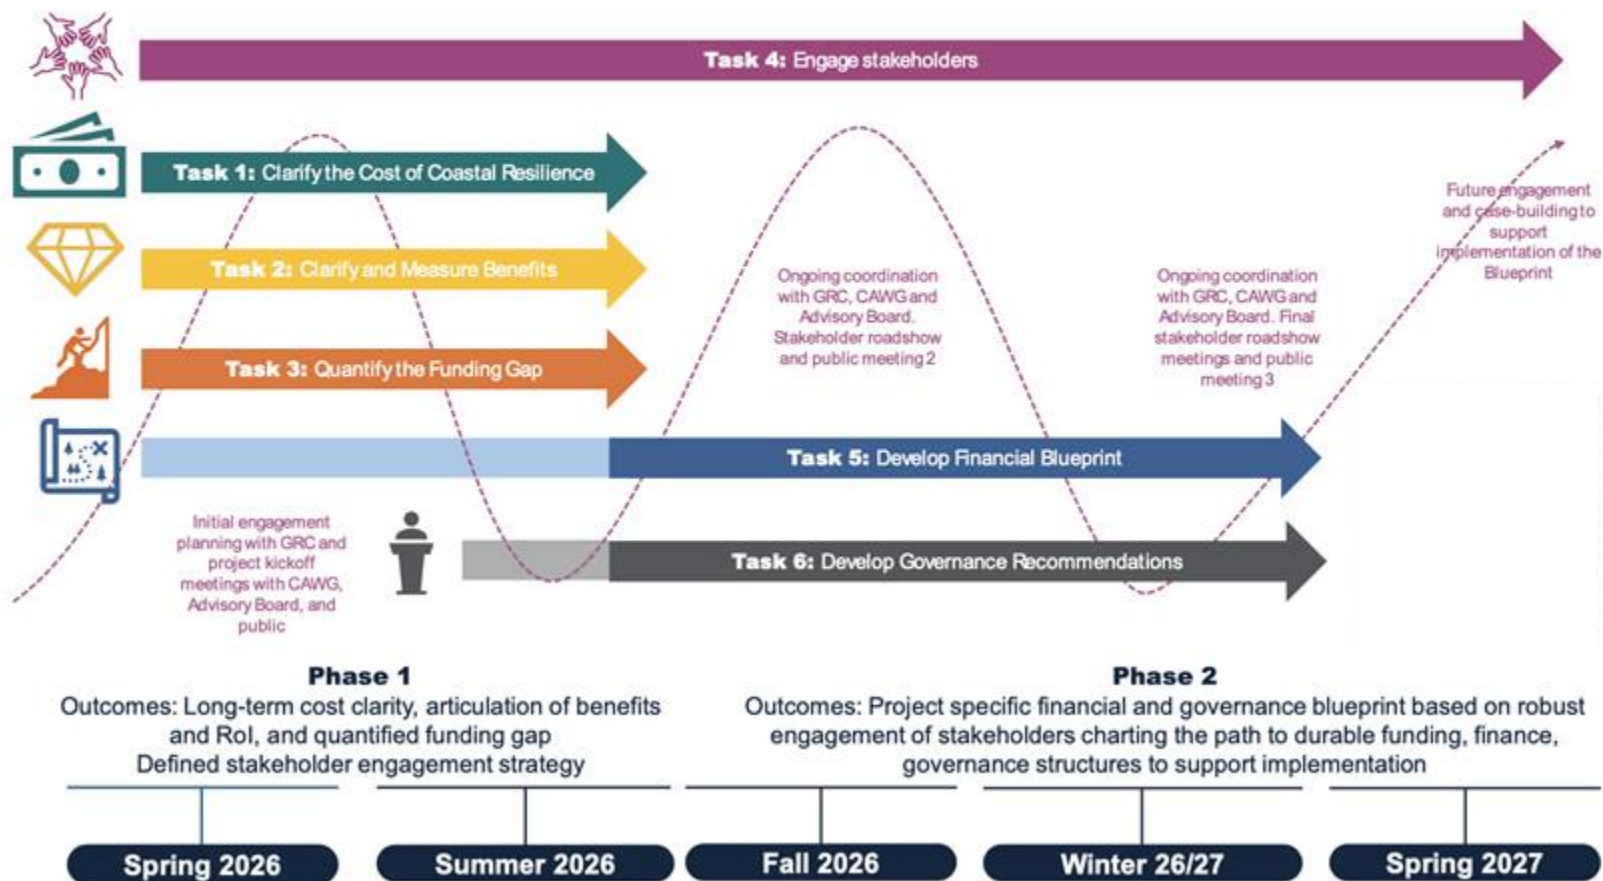 Task 4: Engage stakeholders
Task 1: Clarify the Cost of Coastal Resilience
Task 2: Clarify and Measure Benefits
Task 3: Quantify the Funding Gap
Future engagement
and case-building to
support
implementation of the
Blueprint
Ongoing coordination
with GRC, CAWG and
Advisory Board.
Stakeholder roadshow
and public meeting 2
Ongoing coordination
with GRC, CAWG and
Advisory Board. Final
stakeholder roadshow
meetings and public
meeting 3
Task 5: Develop Financial Blueprint
Initial engagement
planning with GRC and
project kickoff
meetings with CAWG,
Advisory Board, and
public
Task 6: Develop Governance Recommendations
Phase 1
Outcomes: Long-term cost clarity, articulation of benefits
and RoI, and quantified funding gap
Defined stakeholder engagement strategy
Phase 2
Outcomes: Project specific financial and governance blueprint based on robust
engagement of stakeholders charting the path to durable funding, finance,
governance structures to support implementation
Spring 2026
Summer 2026
Fall 2026
Winter 26/27
Spring 2027